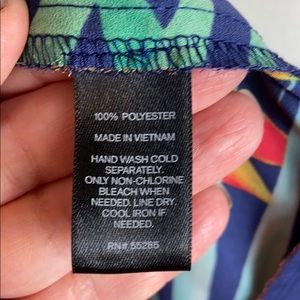 100% POLYESTER
MADE IN VIETNAM
HAND WASH COLD
SEPARATELY.
ONLY NON-CHLORINE
BLEACH WHEN
NEEDED. LINE DRY.
COOL IRON IF
NEEDED.
RN# 55285